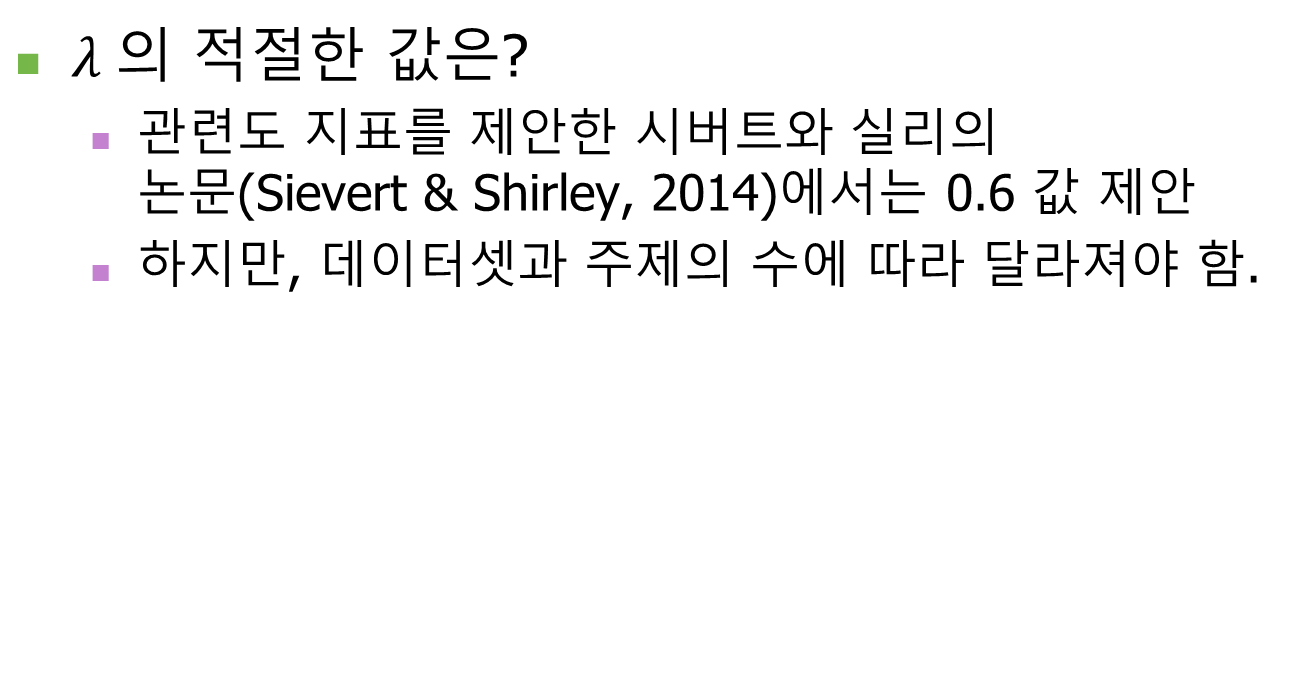 λ 의 적절한 값은?
관련도 지표를 제안한 시버트와 실리의
논문(Sievert & Shirley, 2014)에서는 0.6 값 제안
하지만, 데이터셋과 주제의 수에 따라 달라져야 함.